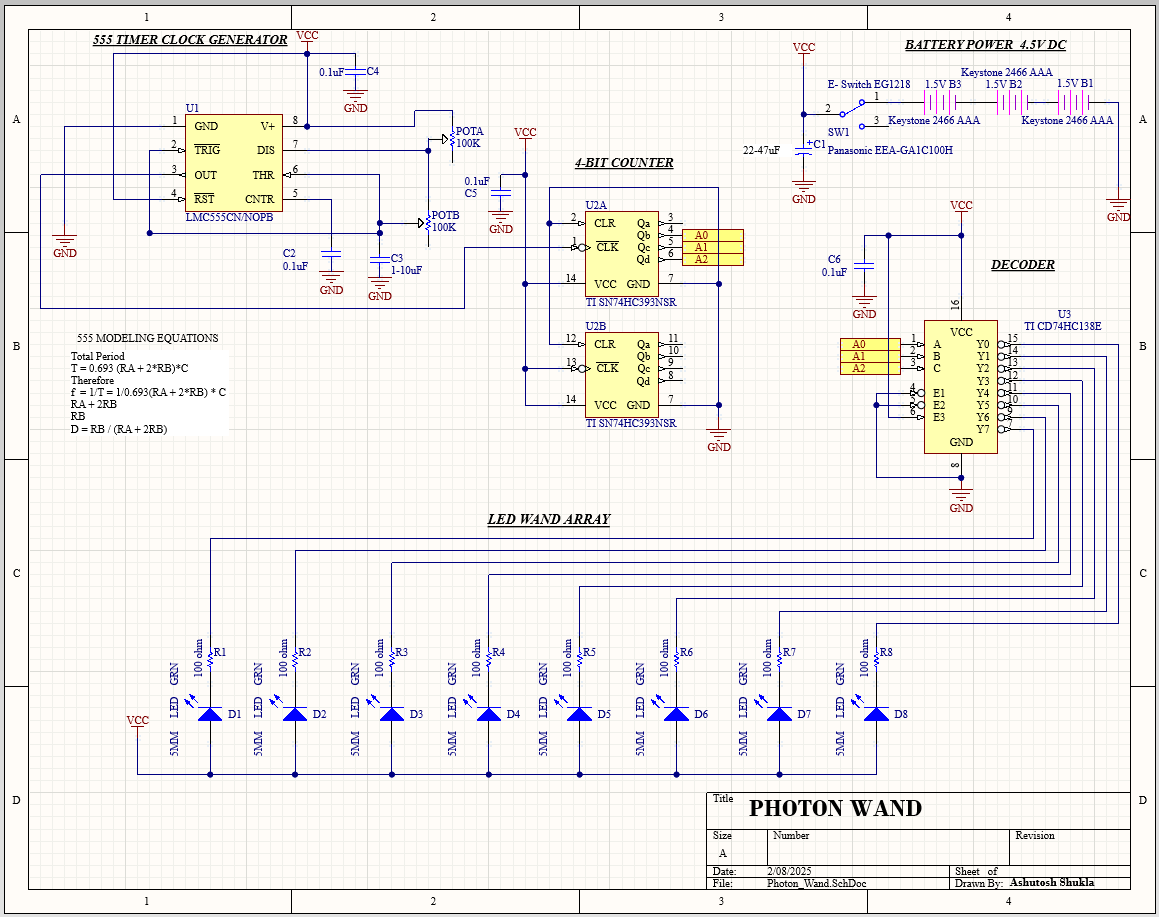 1 2 3 4
555 TIMER CLOCK GENERATOR
VCC
0.1uF C4
GND
U1
1 GND V+ 8
2 TRIG DIS 7
3 OUT THR 6
4 RST CNTR 5
LMC555CN/NOPB
GND
POTA
100K
POTB
100K
C2
0.1uF
GND
C3
1-10uF
GND
VCC
0.1uF
C5
GND
4-BIT COUNTER
U2A
2 CLR Qa 3
Qb 4 A0
1 CLK Qc 5 A1
Qd 6 A2
14 VCC GND 7
TI SN74HC393NSR
U2B
12 CLR Qa 11
Qb 10
13 CLK Qc 9
Qd 8
14 VCC GND 7
TI SN74HC393NSR
GND
BATTERY POWER 4.5V DC
VCC
Keystone 2466 AAA
E- Switch EG1218
1.5V B3 1.5V B2 1.5V B1
1
2
3
SW1
Keystone 2466 AAA Keystone 2466 AAA
22-47uF
+
C1
Panasonic EEA-GA1C100H
GND
GND
VCC
C6
0.1uF
GND
DECODER
16
U3
TI CD74HC138E
VCC
A0 1 A Y0 15
A1 2 B Y1 14
A2 3 C Y2 13
Y3 12
4 E1 Y4 11
5 E2 Y5 10
6 E3 Y6 9
Y7 7
GND
8
GND
555 MODELING EQUATIONS
Total Period
T = 0.693 (RA + 2*RB)*C
Therefore
f = 1/T = 1/0.693(RA + 2*RB) * C
RA + 2RB
RB
D = RB / (RA + 2RB)
LED WAND ARRAY
VCC
100 ohm R1
5MM LED GRN D1
100 ohm R2
5MM LED GRN D2
100 ohm R3
5MM LED GRN D3
100 ohm R4
5MM LED GRN D4
100 ohm R5
5MM LED GRN D5
100 ohm R6
5MM LED GRN D6
100 ohm R7
5MM LED GRN D7
100 ohm R8
5MM LED GRN D8
A A
B B
C C
D D
Title PHOTON WAND
Size Number Revision
A
Date: 2/08/2025 Sheet of
File: Photon_Wand.SchDoc Drawn By: Ashutosh Shukla
1 2 3 4